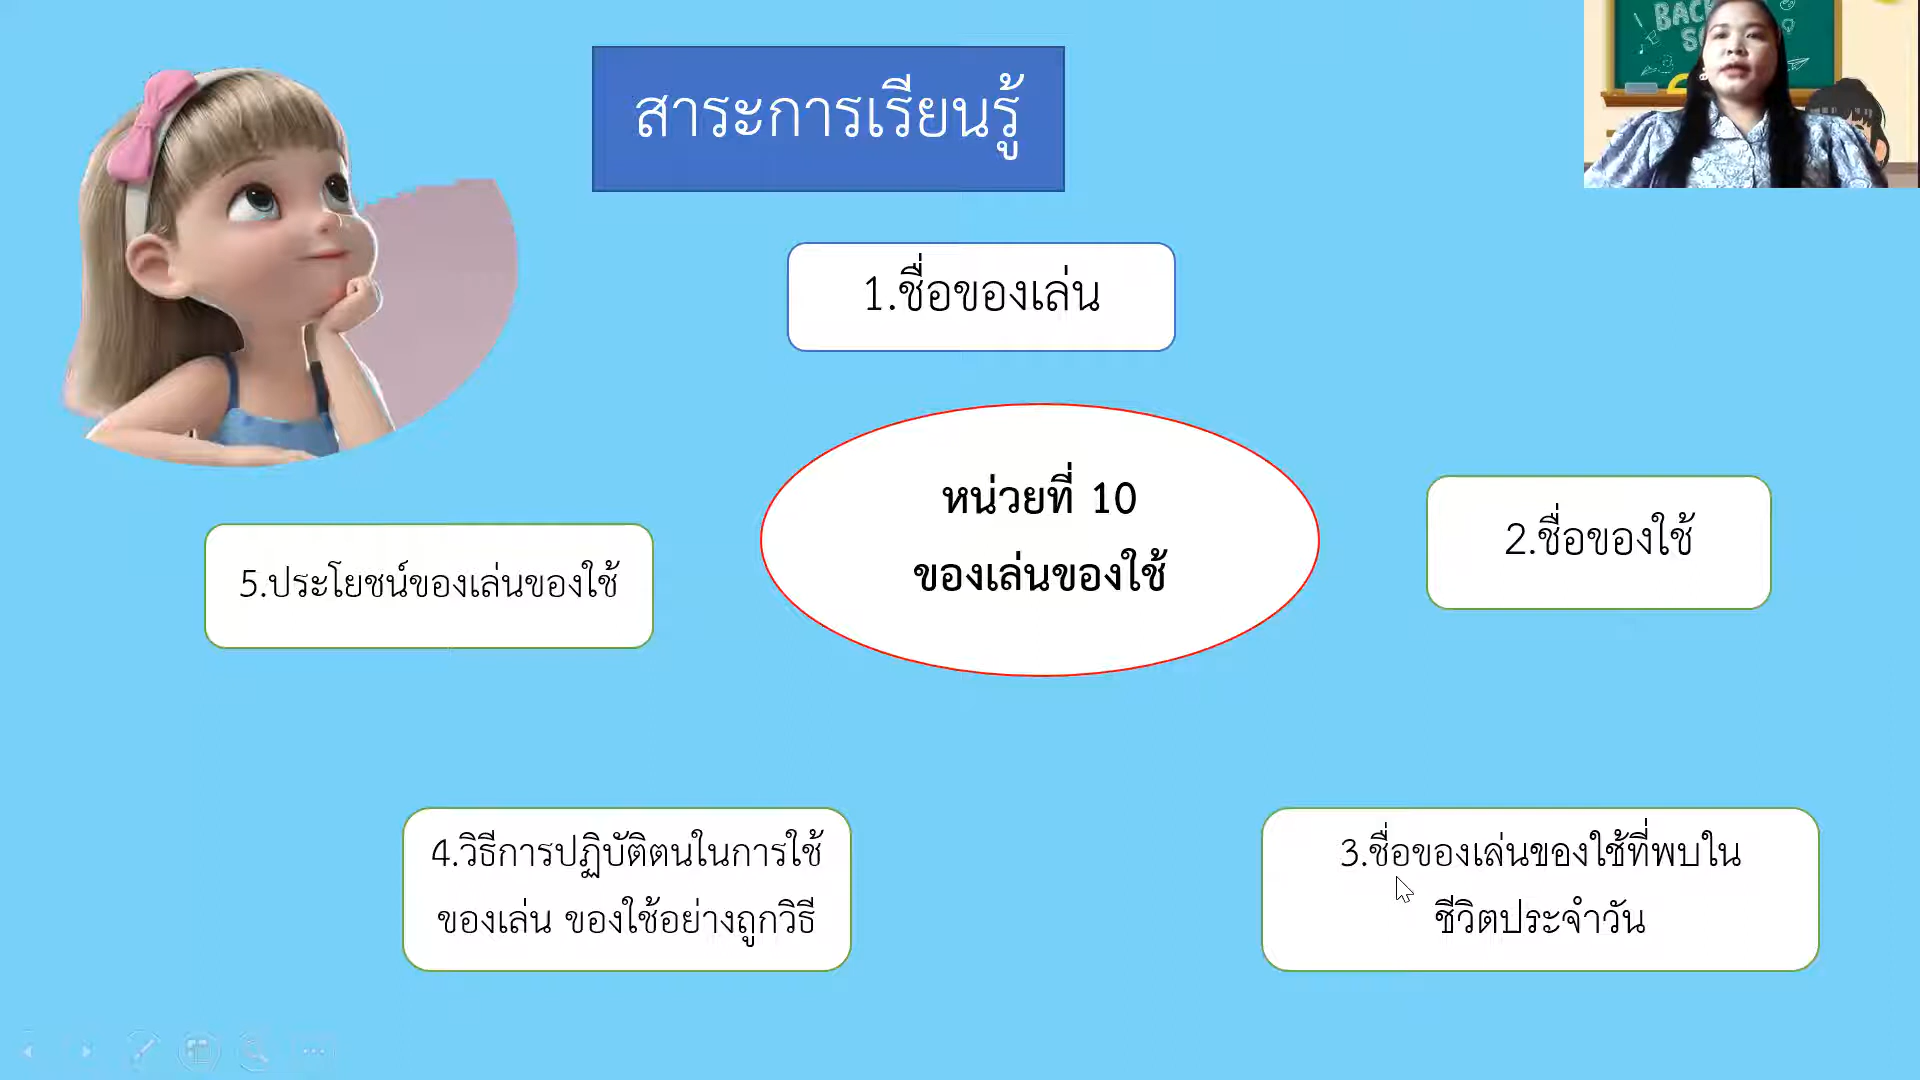 สาระการเรียนรู้
BACK
1.ชื่อของเล่น
หน่วยที่ 10
ของเล่นของใช้
2.ชื่อของใช้
5.ประโยชน์ของเล่นของใช้
4.วิธีการปฏิบัติตนในการใช้
ของเล่น ของใช้อย่างถูกวิธี
3.ชื่อของเล่นของใช้ที่พบใน
ชีวิตประจำวัน